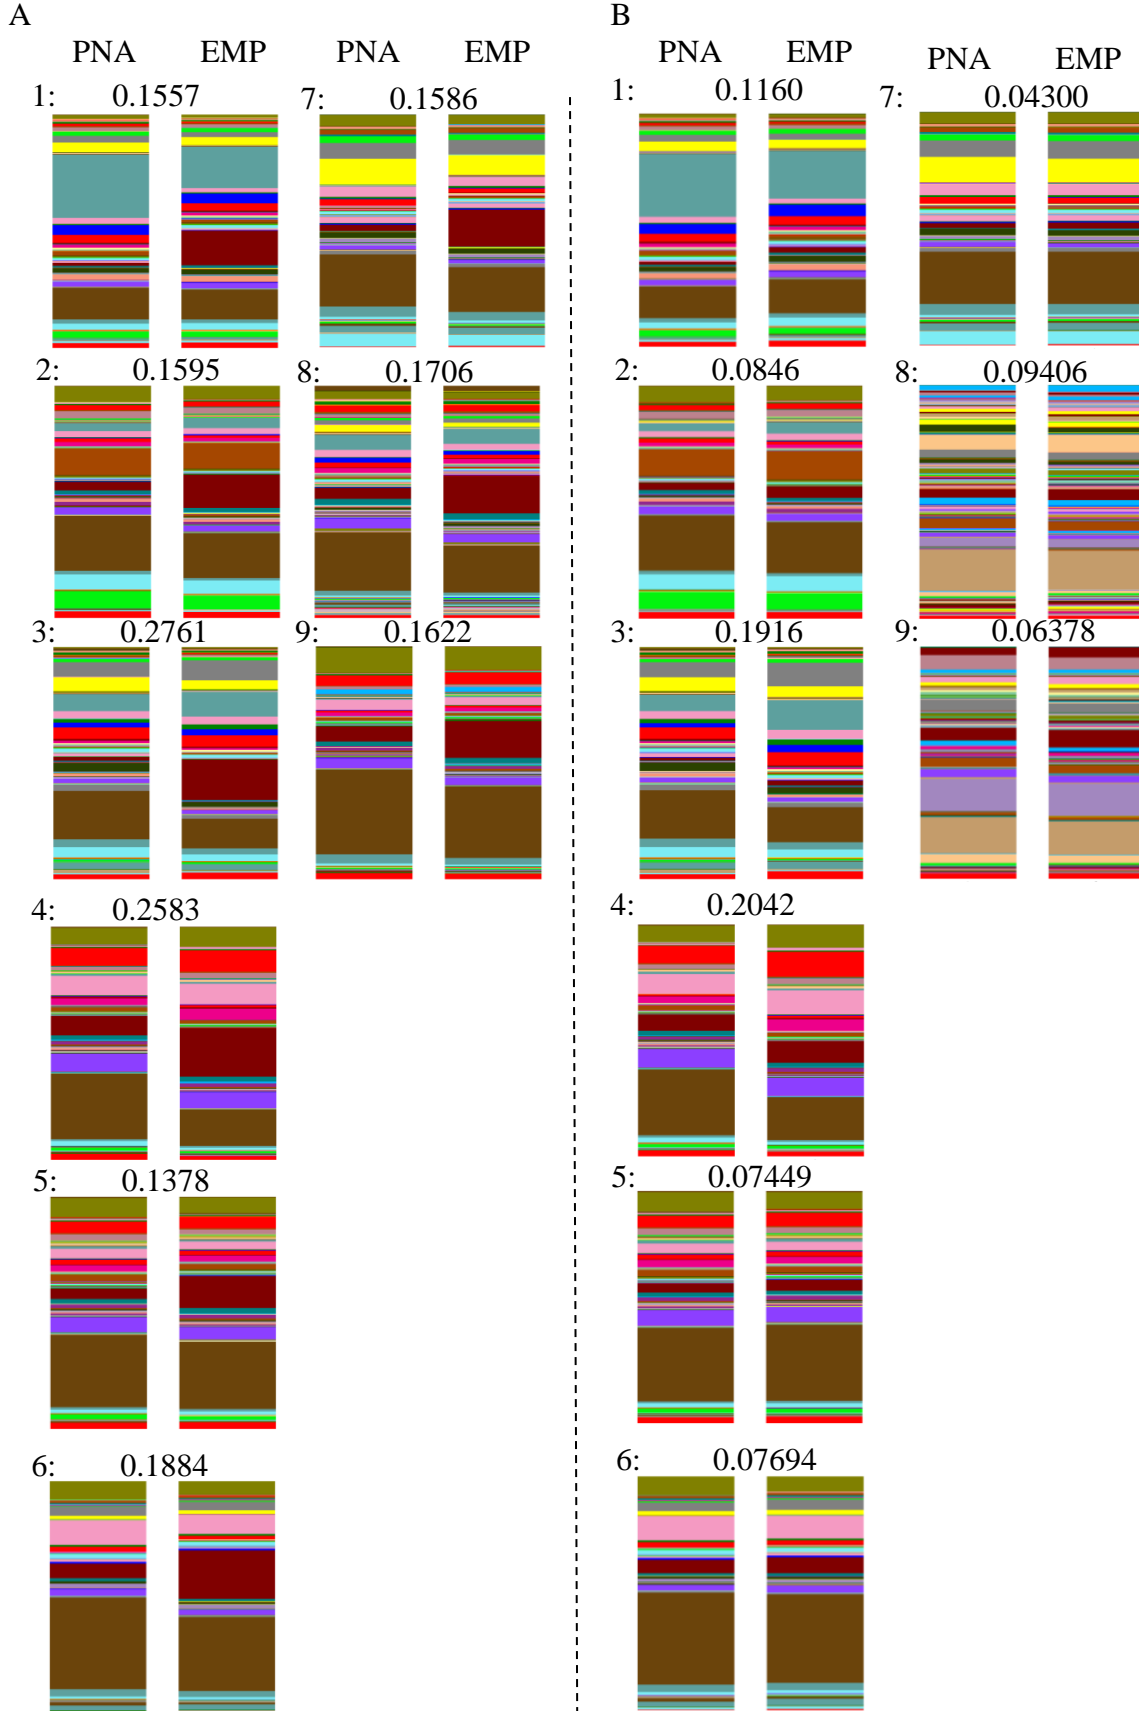 A
PNA EMP PNA EMP
1: 0.1557 7: 0.1586
2: 0.1595 8: 0.1706
3: 0.2761 9: 0.1622
4: 0.2583
5: 0.1378
6: 0.1884
B
PNA EMP PNA EMP
1: 0.1160 7: 0.04300
2: 0.0846 8: 0.09406
3: 0.1916 9: 0.06378
4: 0.2042
5: 0.07449
6: 0.07694